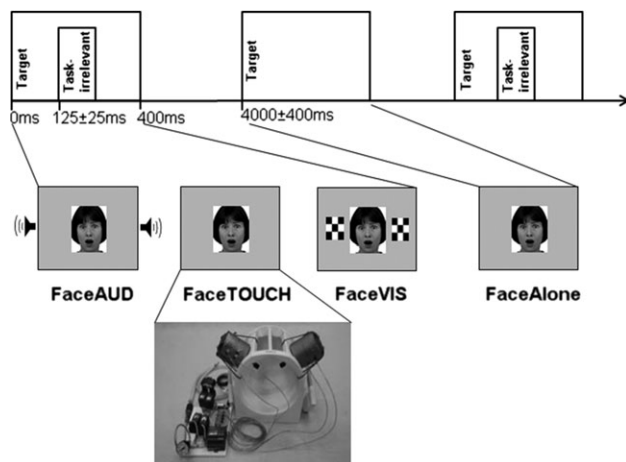 Target
Task-
irrelevant
Target
Target
Task-
irrelevant
0ms
125±25ms
400ms
4000±400ms
FaceAUD
FaceTOUCH
FaceVIS
FaceAlone